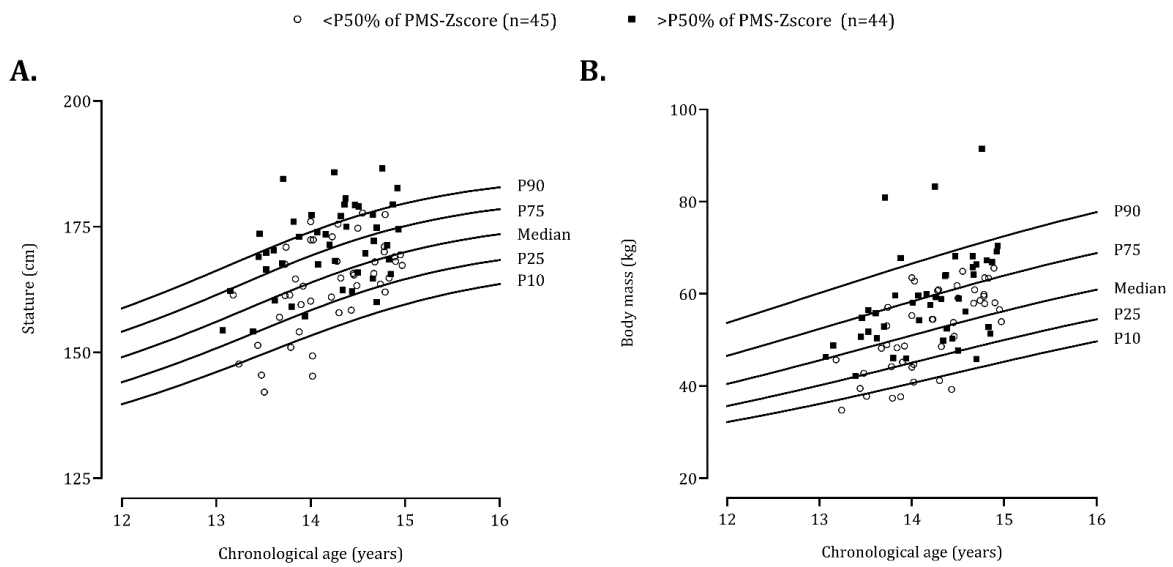 <P50% of PMS-Zscore (n=45)
>P50% of PMS-Zscore (n=44)
A.
200
175
150
125
Stature (cm)
P90
P75
Median
P25
P10
12 13 14 15 16
Chronological age (years)
B.
100
80
60
40
20
Body mass (kg)
P90
P75
Median
P25
P10
12 13 14 15 16
Chronological age (years)